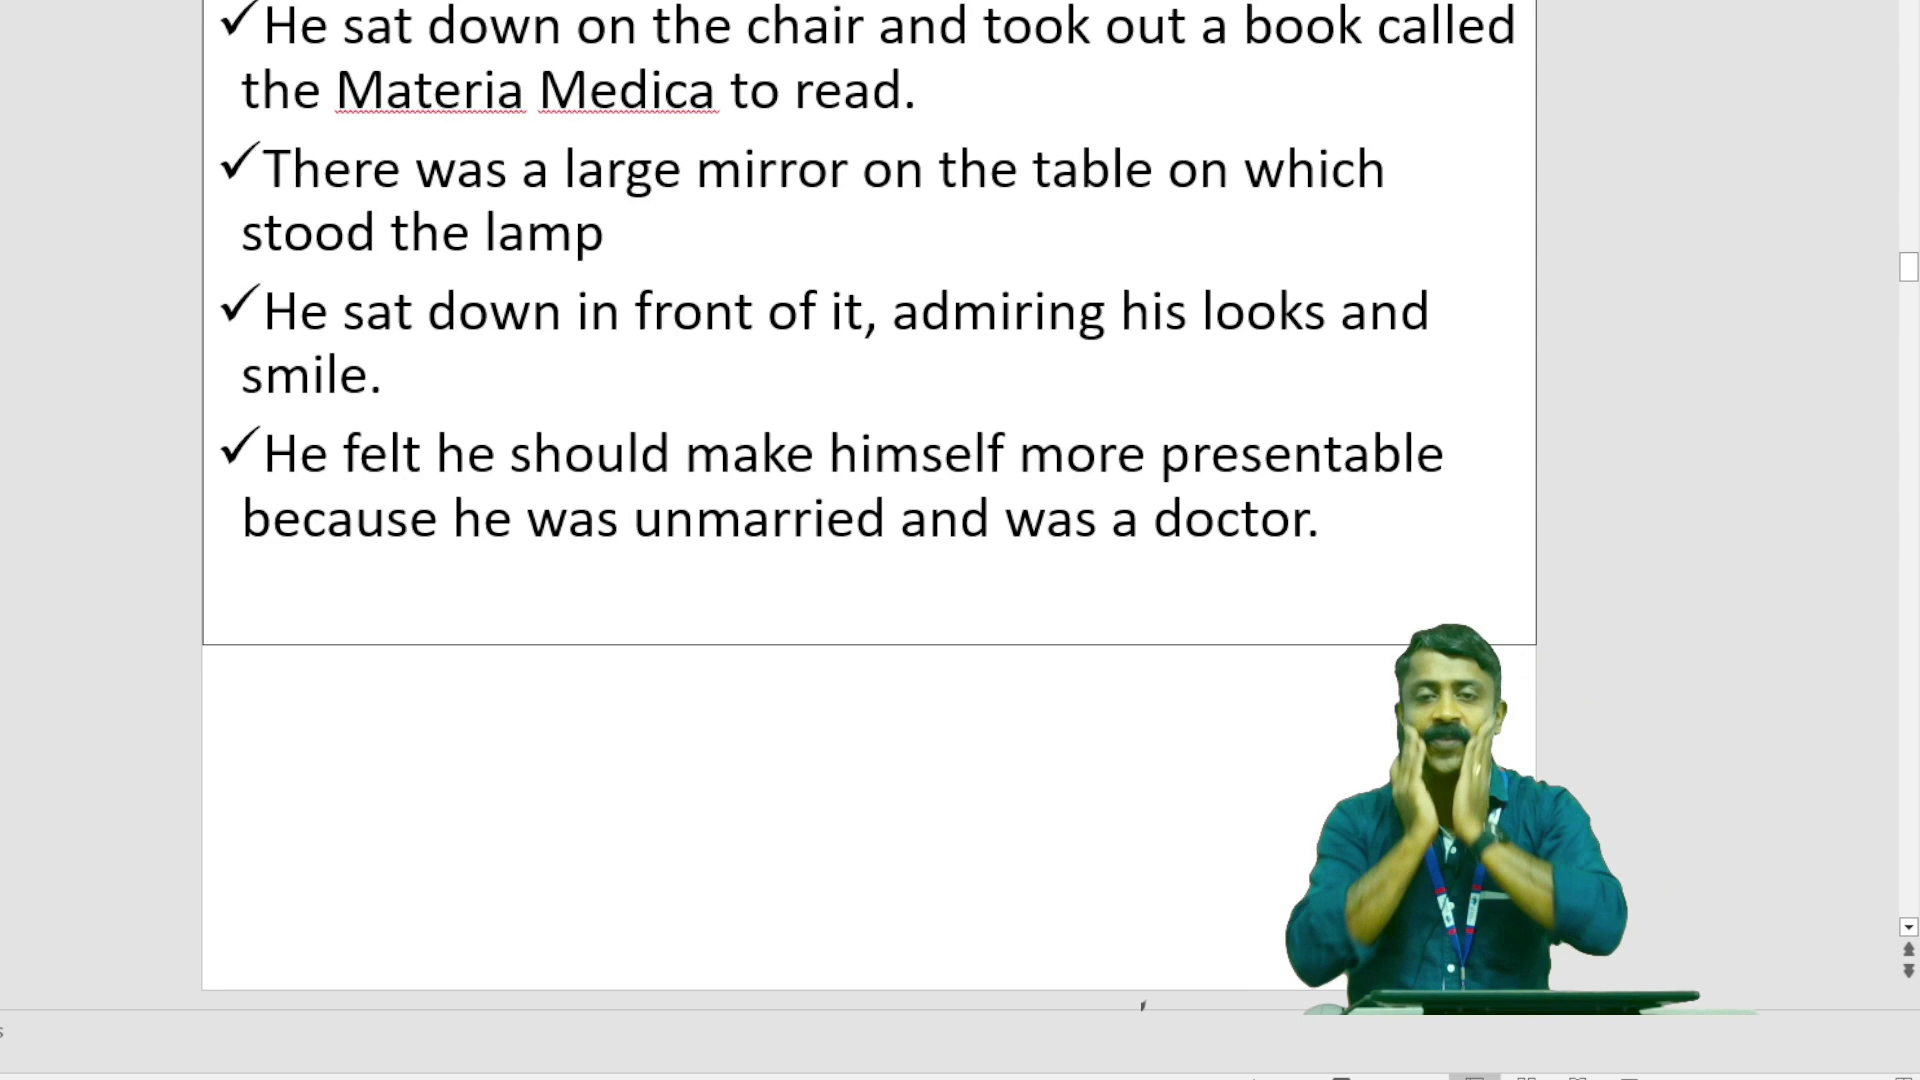 ✓He sat down on the chair and took out a book called
the Materia Medica to read.
✓There was a large mirror on the table on which
stood the lamp
✓He sat down in front of it, admiring his looks and
smile.
✓He felt he should make himself more presentable
because he was unmarried and was a doctor.